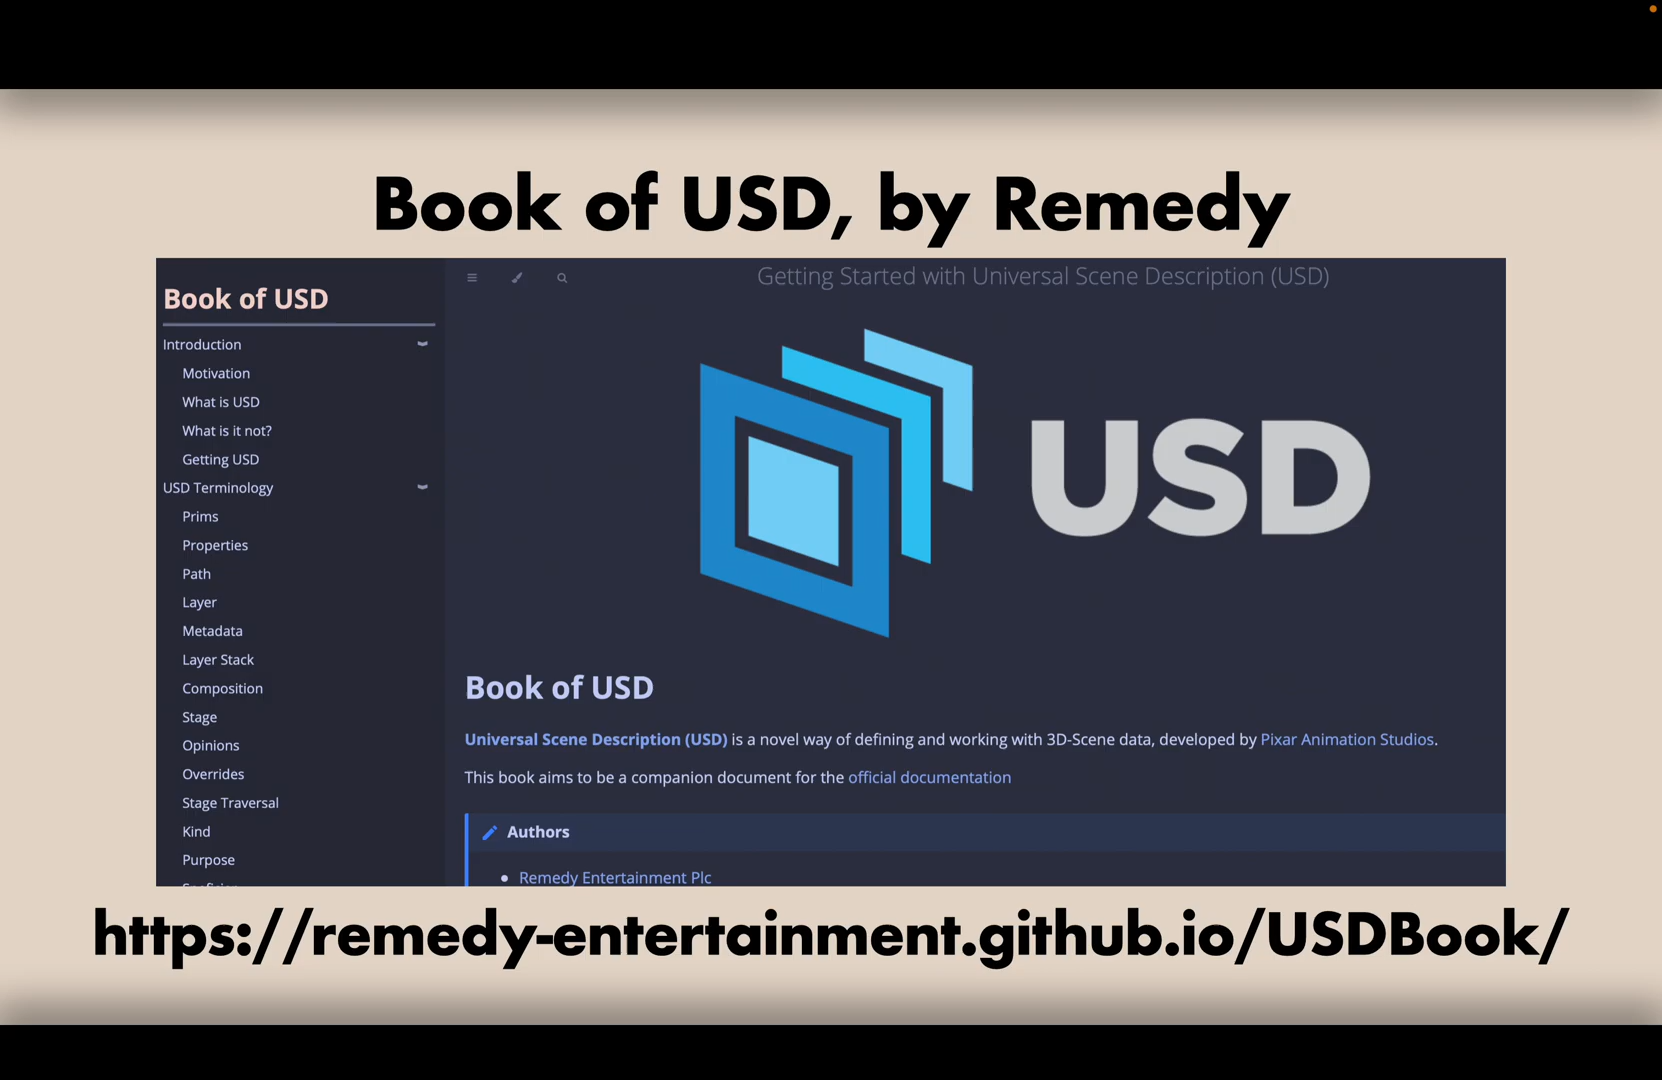 Book of USD, by Remedy
Book of USD
Introduction
Motivation
What is USD
What is it not?
Getting USD
USD Terminology
Prims
Properties
Path
Layer
Metadata
Layer Stack
Composition
Stage
Opinions
Overrides
Stage Traversal
Kind
Purpose
Getting Started with Universal Scene Description (USD)
USD
Book of USD
Universal Scene Description (USD) is a novel way of defining and working with 3D-Scene data, developed by Pixar Animation Studios.
This book aims to be a companion document for the official documentation
Authors
Remedy Entertainment Plc
https://remedy-entertainment.github.io/USDBook/